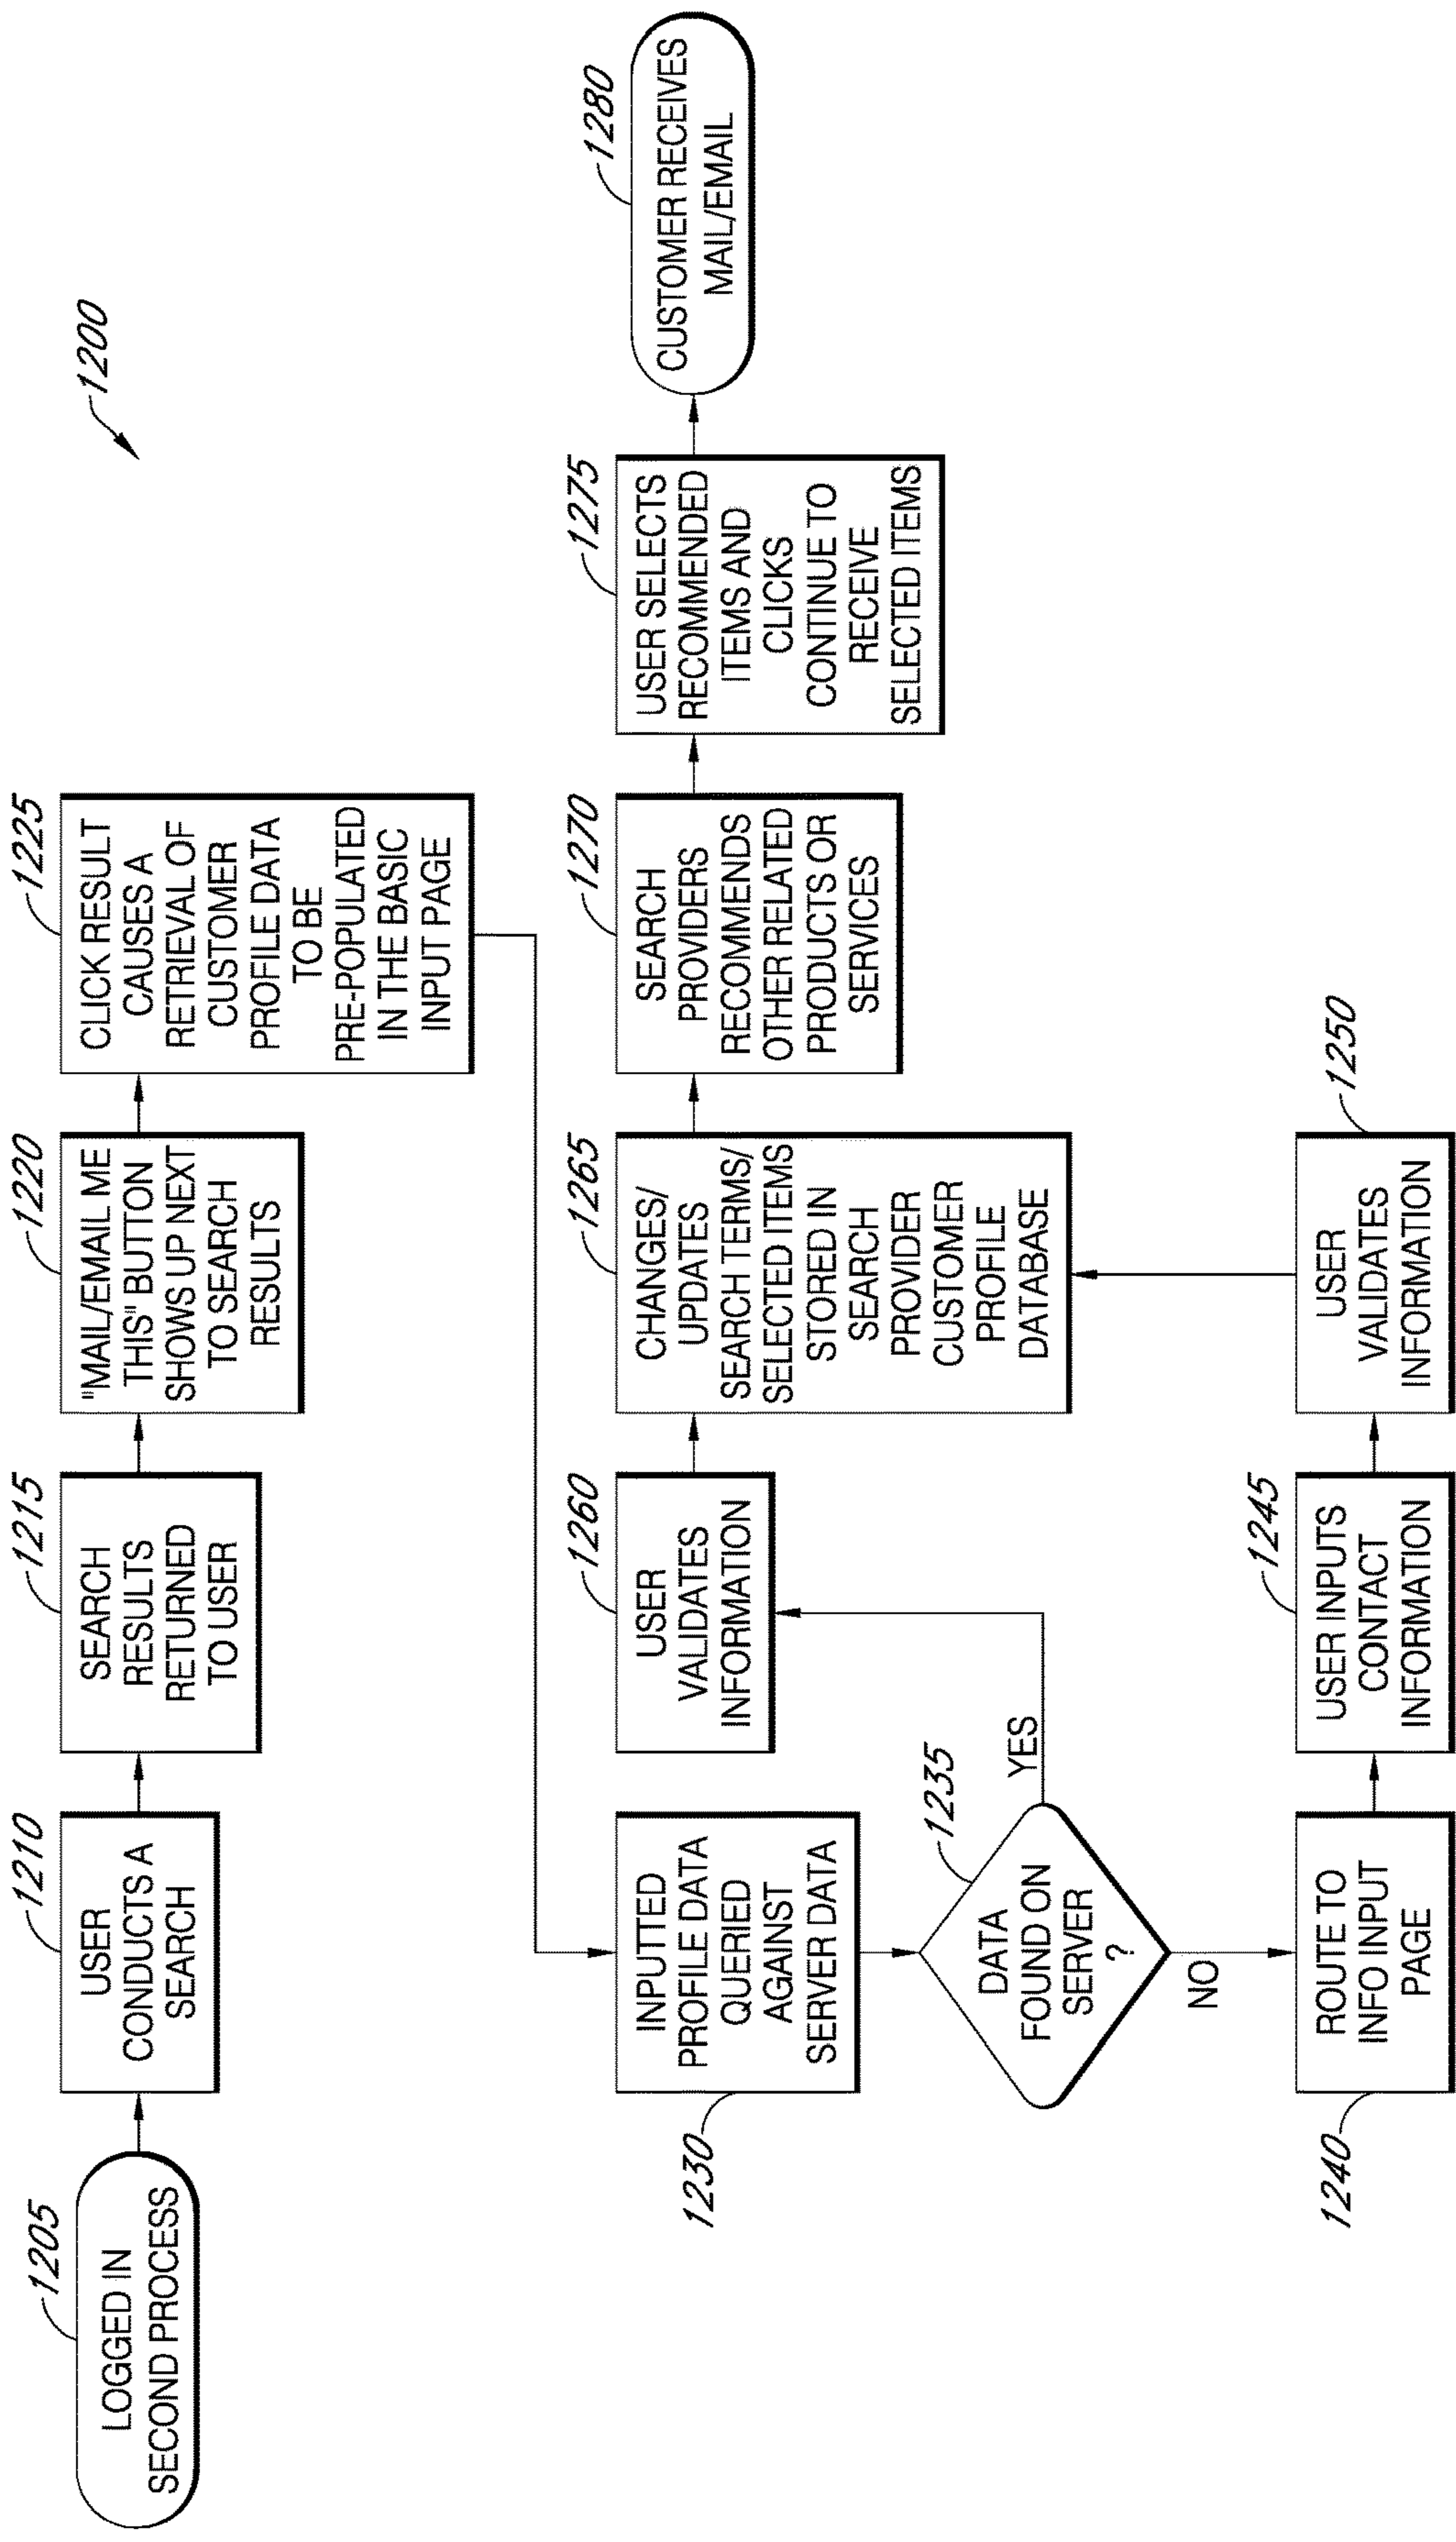 1200
1205
LOGGED IN
SECOND PROCESS
1210
USER
CONDUCTS A
SEARCH
1215
SEARCH
RESULTS
RETURNED
TO USER
1220
"MAIL/EMAIL ME
THIS" BUTTON
SHOWS UP NEXT
TO SEARCH
RESULTS
1225
CLICK RESULT
CAUSES A
RETRIEVAL OF
CUSTOMER
PROFILE DATA
TO BE
PRE-POPULATED
IN THE BASIC
INPUT PAGE
1230
INPUTTED
PROFILE DATA
QUERIED
AGAINST
SERVER DATA
1235
DATA
FOUND ON
SERVER
?
YES
NO
1260
USER
VALIDATES
INFORMATION
1265
CHANGES/
UPDATES
SEARCH TERMS/
SELECTED ITEMS
STORED IN
SEARCH
PROVIDER
CUSTOMER
PROFILE
DATABASE
1270
SEARCH
PROVIDERS
RECOMMENDS
OTHER RELATED
PRODUCTS OR
SERVICES
1275
USER SELECTS
RECOMMENDED
ITEMS AND
CLICKS
CONTINUE TO
RECEIVE
SELECTED ITEMS
1280
CUSTOMER RECEIVES
MAIL/EMAIL
1240
ROUTE TO
INFO INPUT
PAGE
1245
USER INPUTS
CONTACT
INFORMATION
1250
USER
VALIDATES
INFORMATION